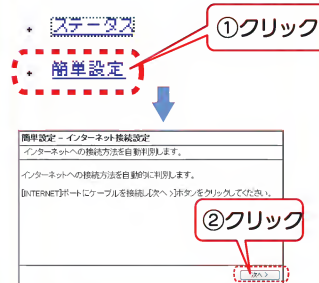 ・ステータス
①クリック
・簡単設定
簡単設定 - インターネット接続設定
インターネットへの接続方法を自動判別します。
インターネットへの接続方法を自動的に判別します。
[INTERNET]ポートにケーブルを接続し[次へ>]ボタンをクリックしてください。
②クリック
次へ>